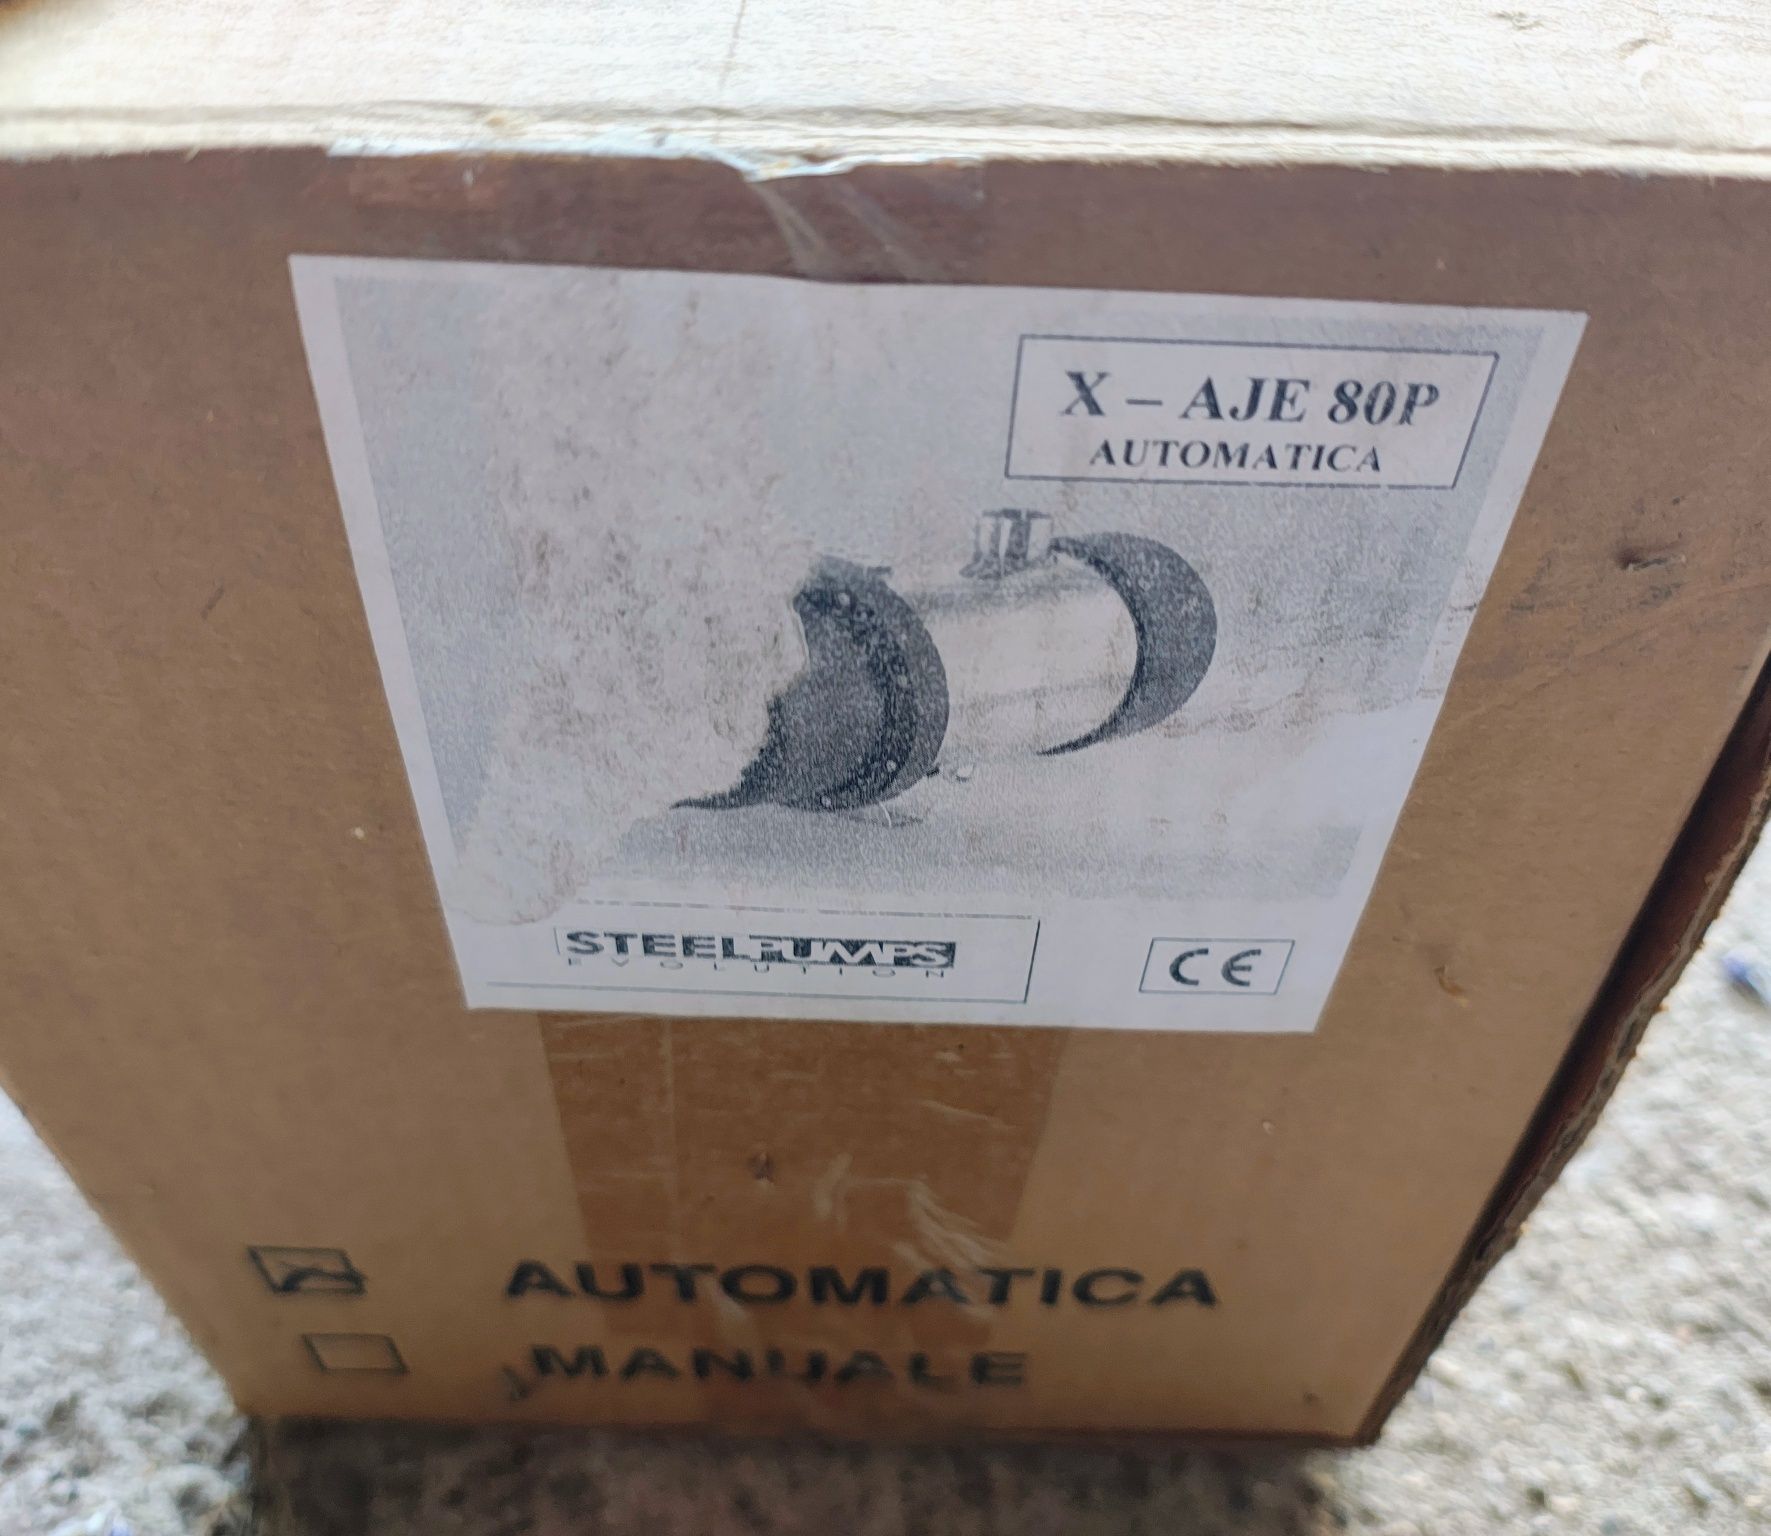 X – AJE 80P
AUTOMATICA
STEELPUMPS
EVOLUTION
CE
AUTOMATICA
MANUALE